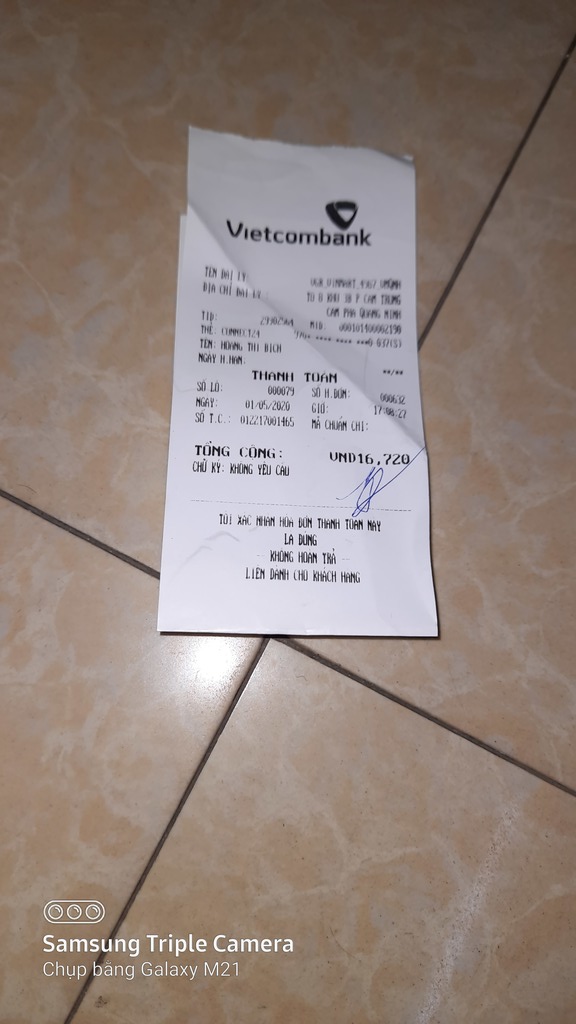 Vietcombank
TÊN ĐẠI LÝ: VCB_VINMART 4967 QNINH
ĐỊA CHỈ ĐẠI LÝ: TO 8 KHU 3B P CAM TRUNG
CAM PHA QUANG NINH
TID: MID: 000101400002190
THẺ: CONNECT24
TÊN: HOANG THI BICH
NGÀY H.HẠN: **/**
THANH TOÁN
SỐ LÔ: 000079 SỐ H.ĐƠN: 000632
NGÀY: 01/05/2020 GIỜ: 17:08:27
SỐ T.C.: 012217001465 MÃ CHUẨN CHI:
TỔNG CỘNG: VND16,720
CHỮ KÝ: KHÔNG YÊU CẦU
TÔI XÁC NHẬN HÓA ĐƠN THANH TOÁN NÀY
LÀ ĐÚNG
--- KHÔNG HOÀN TRẢ ---
LIÊN DÀNH CHO KHÁCH HÀNG
Samsung Triple Camera
Chụp bằng Galaxy M21